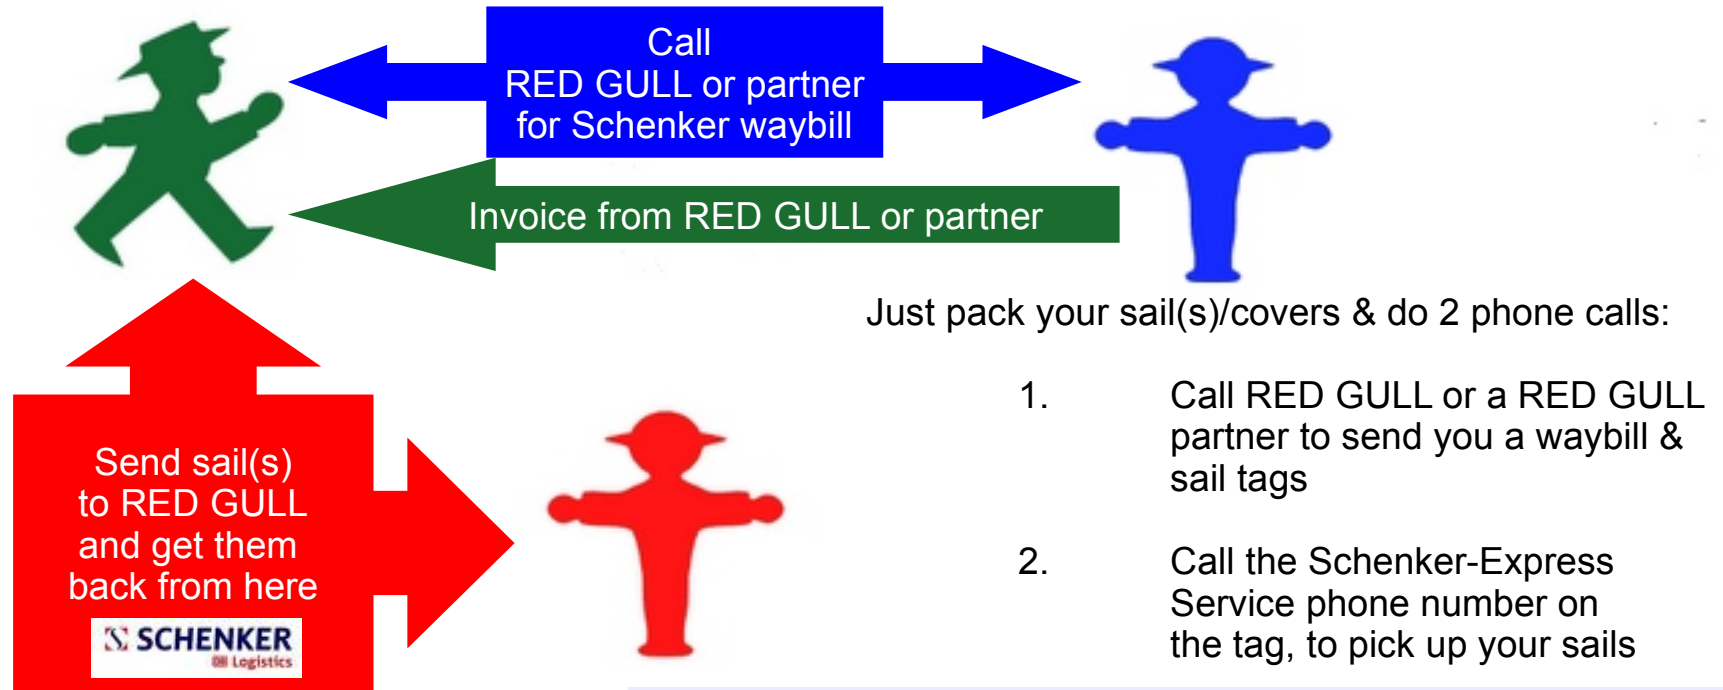 Call
RED GULL or partner
for Schenker waybill
Invoice from RED GULL or partner
Just pack your sail(s)/covers & do 2 phone calls:
1. Call RED GULL or a RED GULL
partner to send you a waybill &
sail tags
2. Call the Schenker-Express
Service phone number on
the tag, to pick up your sails
Send sail(s)
to RED GULL
and get them
back from here
SCHENKER
DB Logistics